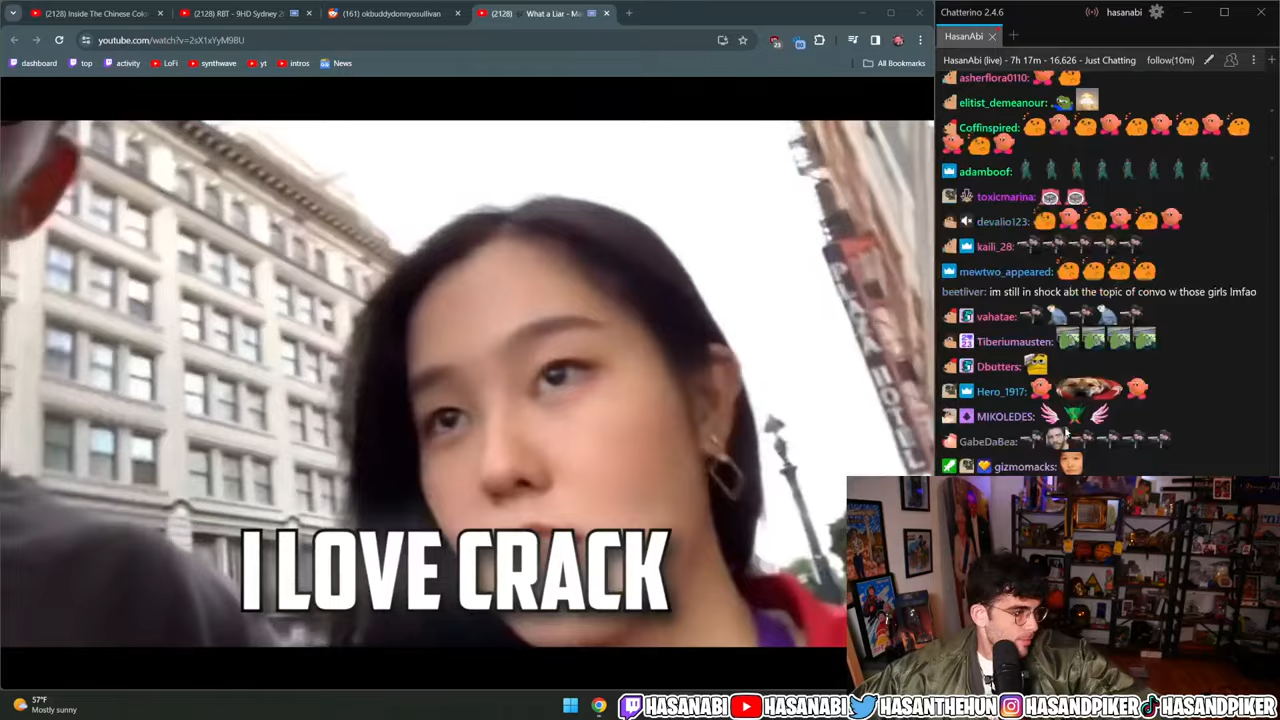 (2128) Inside The Chinese Colo
(2128) RBT - 9HD Sydney 2
(161) okbuddydonnyosullivan
(2128)
What a Liar - Ma
youtube.com/watch?v=2sX1xYyM9BU
23
dashboard
top
activity
LoFi
synthwave
yt
intros
News
All Bookmarks
Chatterino 2.4.6
hasanabi
HasanAbi
HasanAbi (live) - 7h 17m - 16,626 - Just Chatting
follow(10m)
asherflora0110:
elitist_demeanour:
Coffinspired:
adamboof:
toxicmarina:
devalio123:
kaili_28:
mewtwo_appeared:
beetliver: im still in shock abt the topic of convo w those girls lmfao
vahatae:
Tiberiumausten:
Dbutters:
Hero_1917:
MIKOLEDES:
GabeDaBea:
gizmomacks:
I LOVE CRACK
57°F
Mostly sunny
HASANABI
HASANABI
HASANTHEHUN
HASANDPIKER
HASANDPIKER